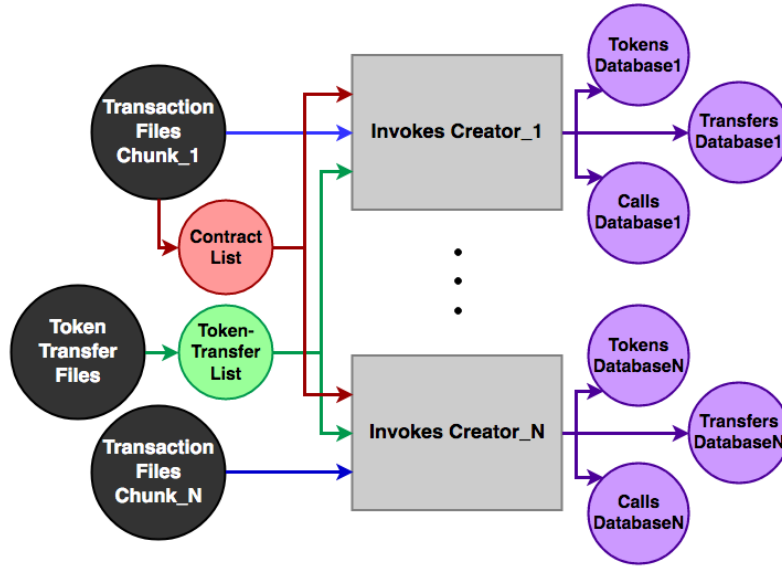 Transaction
Files
Chunk_1
Contract
List
Token
Transfer
Files
Token-
Transfer
List
Transaction
Files
Chunk_N
Invokes Creator_1
Invokes Creator_N
Tokens
Database1
Transfers
Database1
Calls
Database1
Tokens
DatabaseN
Transfers
DatabaseN
Calls
DatabaseN